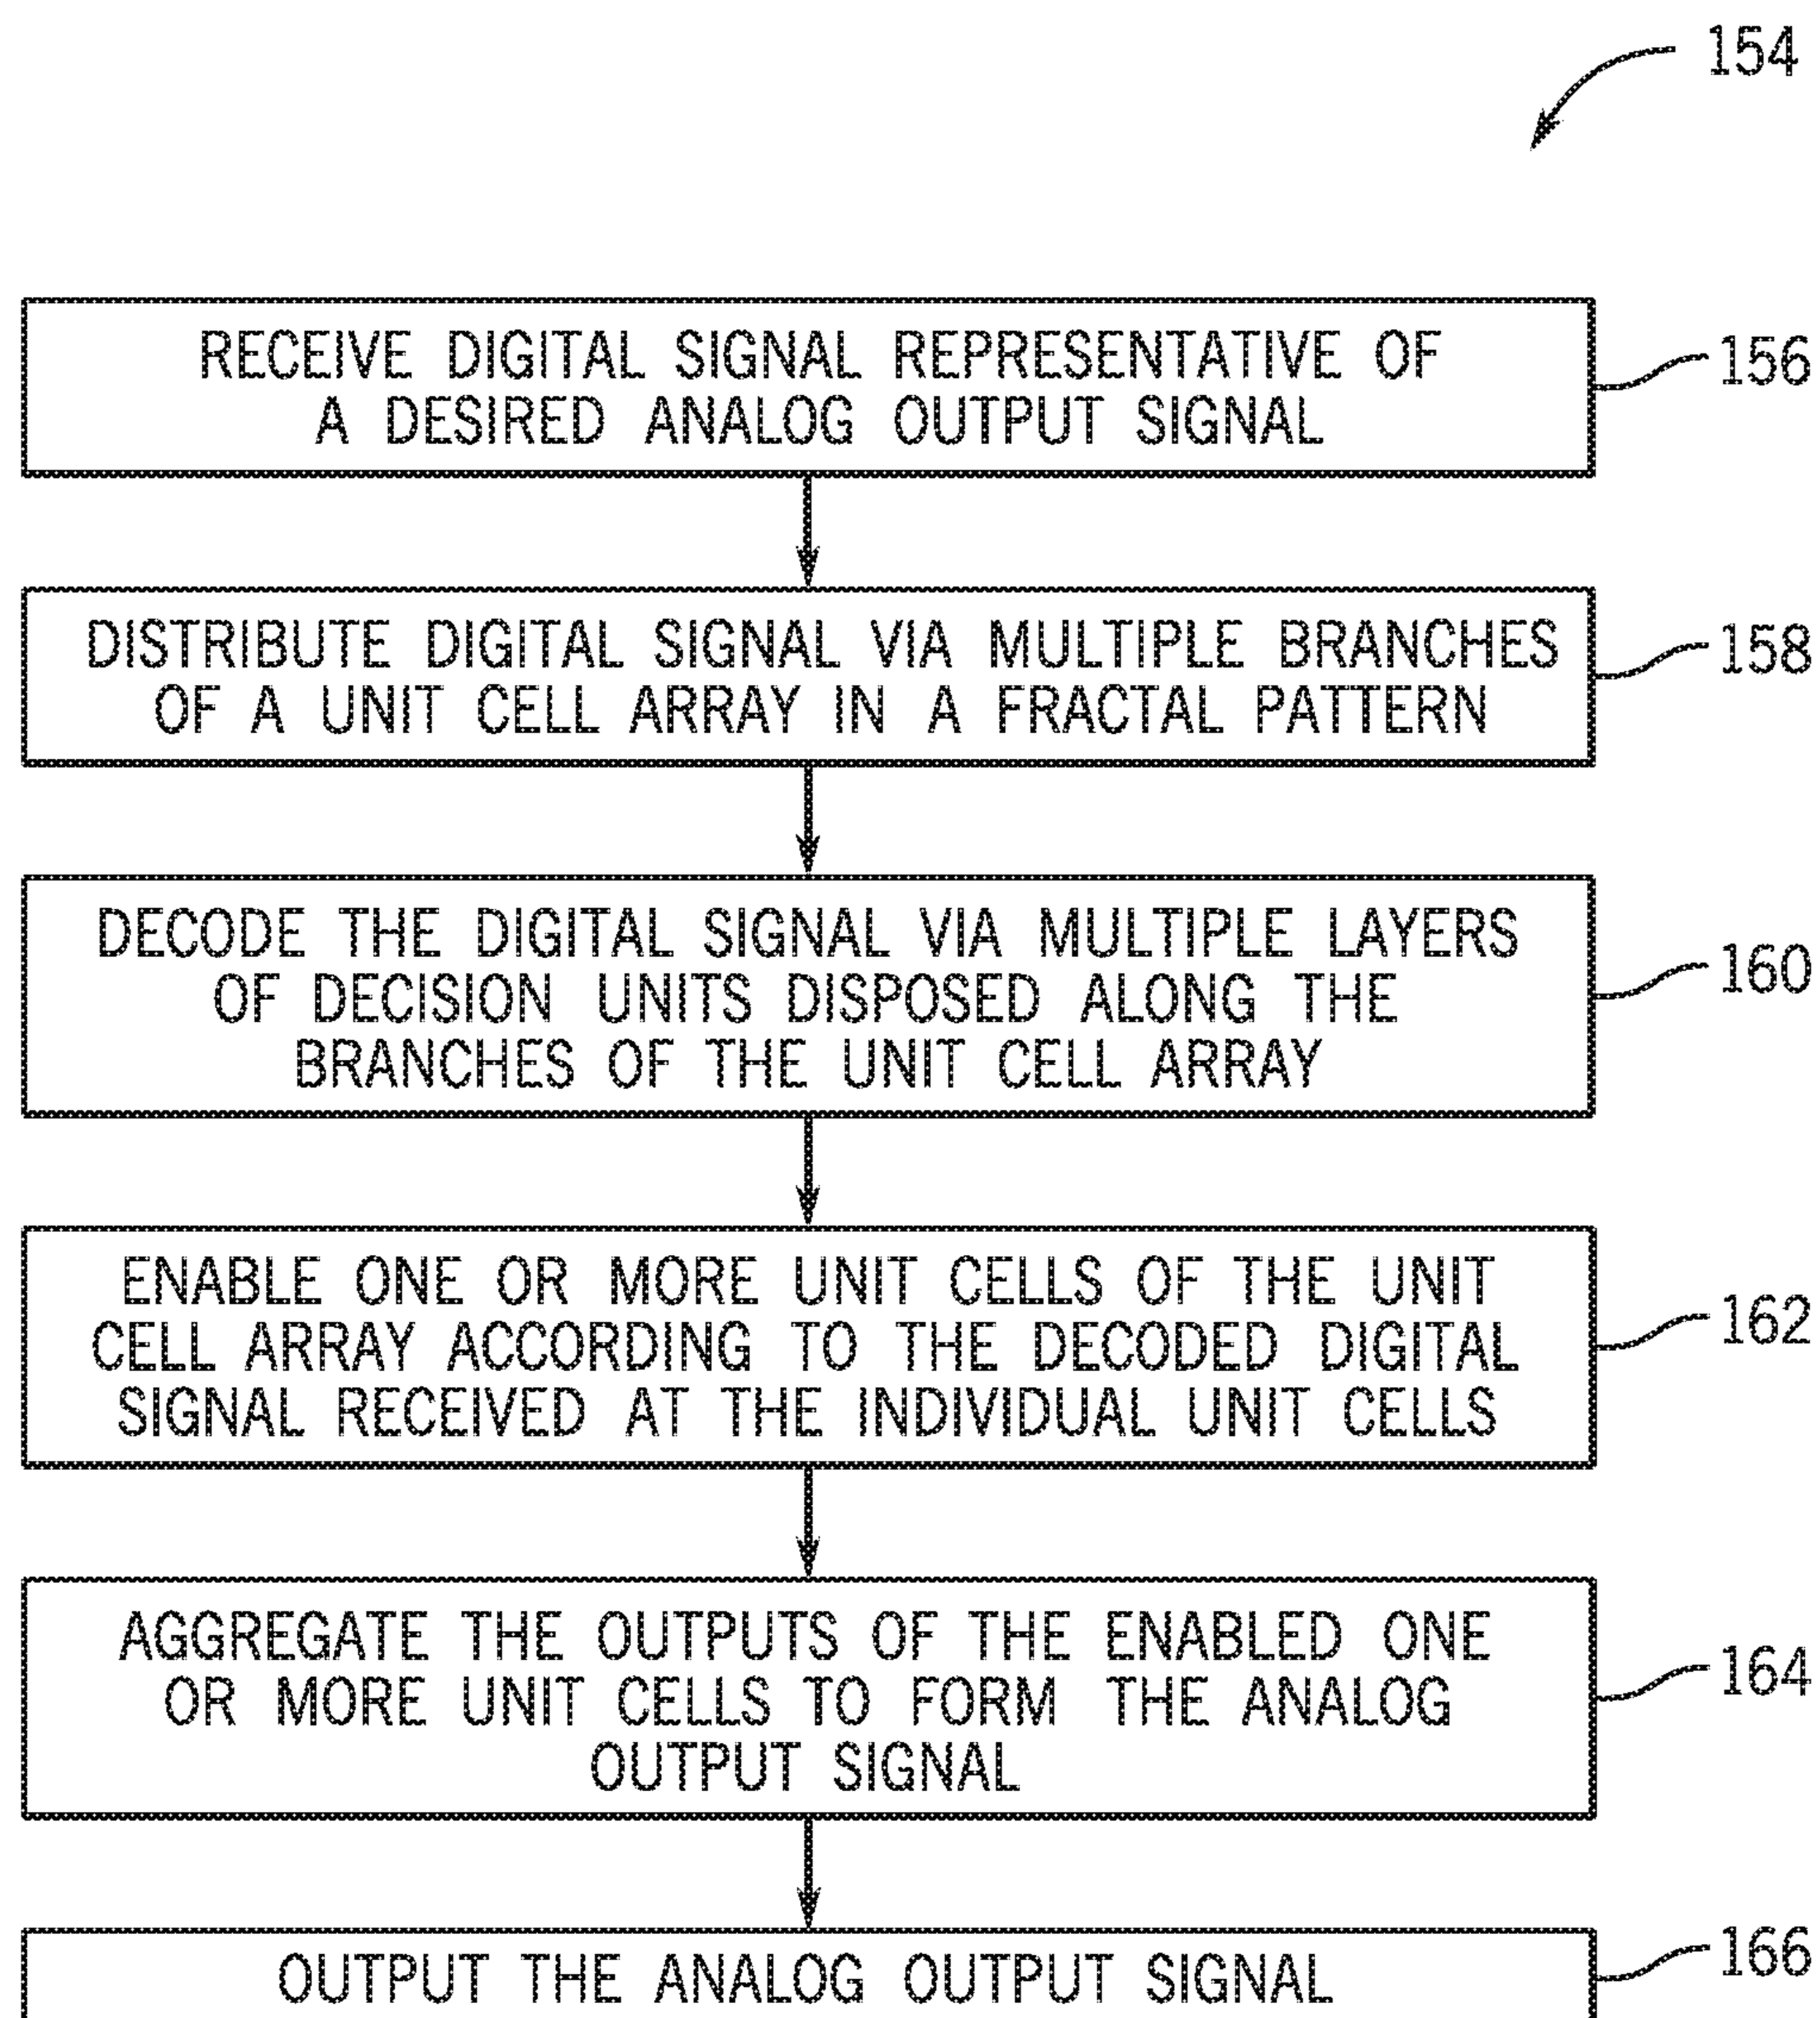 154
RECEIVE DIGITAL SIGNAL REPRESENTATIVE OF
A DESIRED ANALOG OUTPUT SIGNAL
156
DISTRIBUTE DIGITAL SIGNAL VIA MULTIPLE BRANCHES
OF A UNIT CELL ARRAY IN A FRACTAL PATTERN
158
DECODE THE DIGITAL SIGNAL VIA MULTIPLE LAYERS
OF DECISION UNITS DISPOSED ALONG THE
BRANCHES OF THE UNIT CELL ARRAY
160
ENABLE ONE OR MORE UNIT CELLS OF THE UNIT
CELL ARRAY ACCORDING TO THE DECODED DIGITAL
SIGNAL RECEIVED AT THE INDIVIDUAL UNIT CELLS
162
AGGREGATE THE OUTPUTS OF THE ENABLED ONE
OR MORE UNIT CELLS TO FORM THE ANALOG
OUTPUT SIGNAL
164
OUTPUT THE ANALOG OUTPUT SIGNAL
166